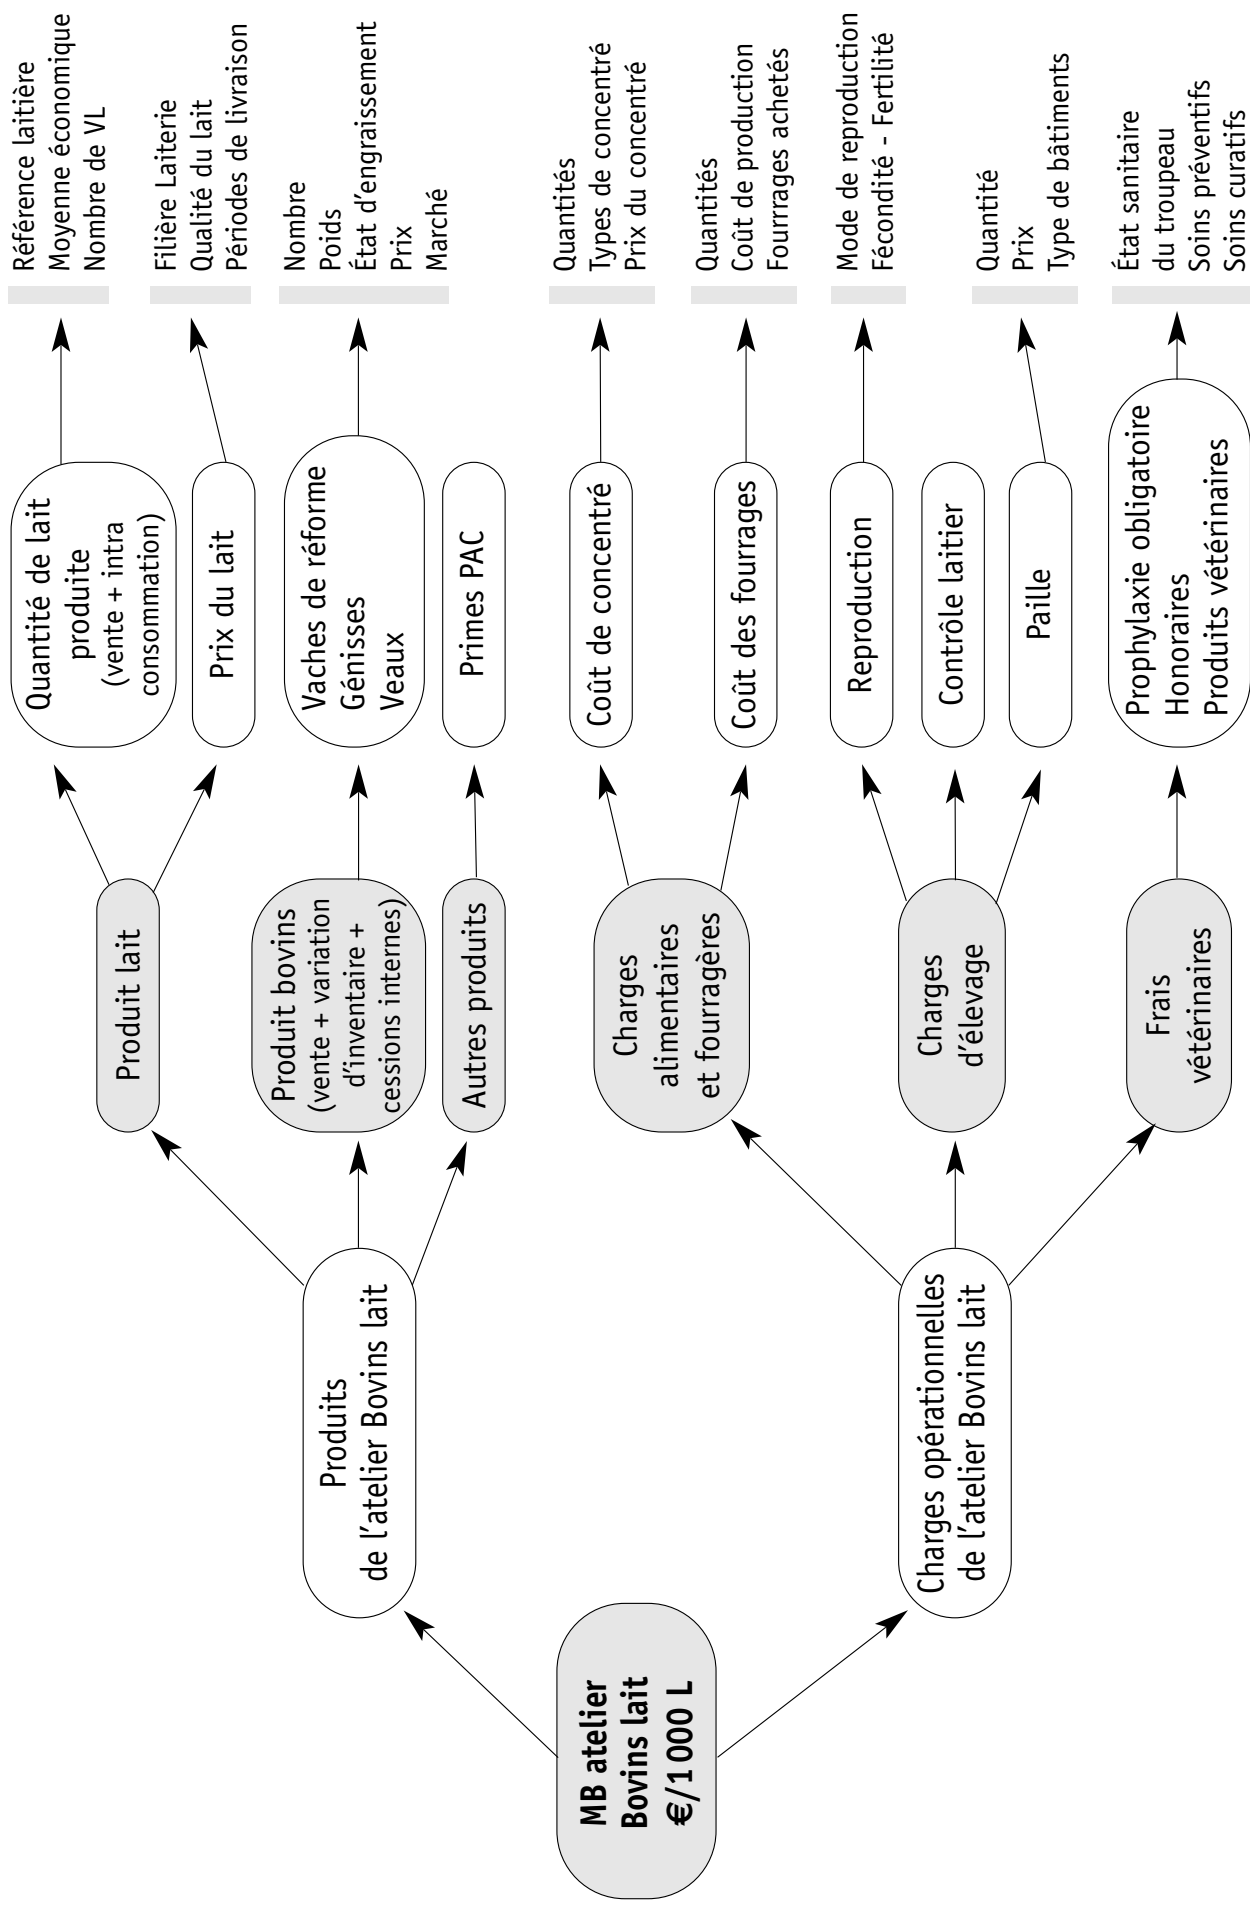 MB atelier
Bovins lait
€/1 000 L
Produits
de l'atelier Bovins lait
Charges opérationnelles
de l'atelier Bovins lait
Produit lait
Produit bovins
(vente + variation
d'inventaire +
cessions internes)
Autres produits
Charges
alimentaires
et fourragères
Charges
d'élevage
Frais
vétérinaires
Quantité de lait
produite
(vente + intra
consommation)
Prix du lait
Vaches de réforme
Génisses
Veaux
Primes PAC
Coût de concentré
Coût des fourrages
Reproduction
Contrôle laitier
Paille
Prophylaxie obligatoire
Honoraires
Produits vétérinaires
Référence laitière
Moyenne économique
Nombre de VL
Filière Laiterie
Qualité du lait
Périodes de livraison
Nombre
Poids
État d'engraissement
Prix
Marché
Quantités
Types de concentré
Prix du concentré
Quantités
Coût de production
Fourrages achetés
Mode de reproduction
Fécondité - Fertilité
Quantité
Prix
Type de bâtiments
État sanitaire
du troupeau
Soins préventifs
Soins curatifs